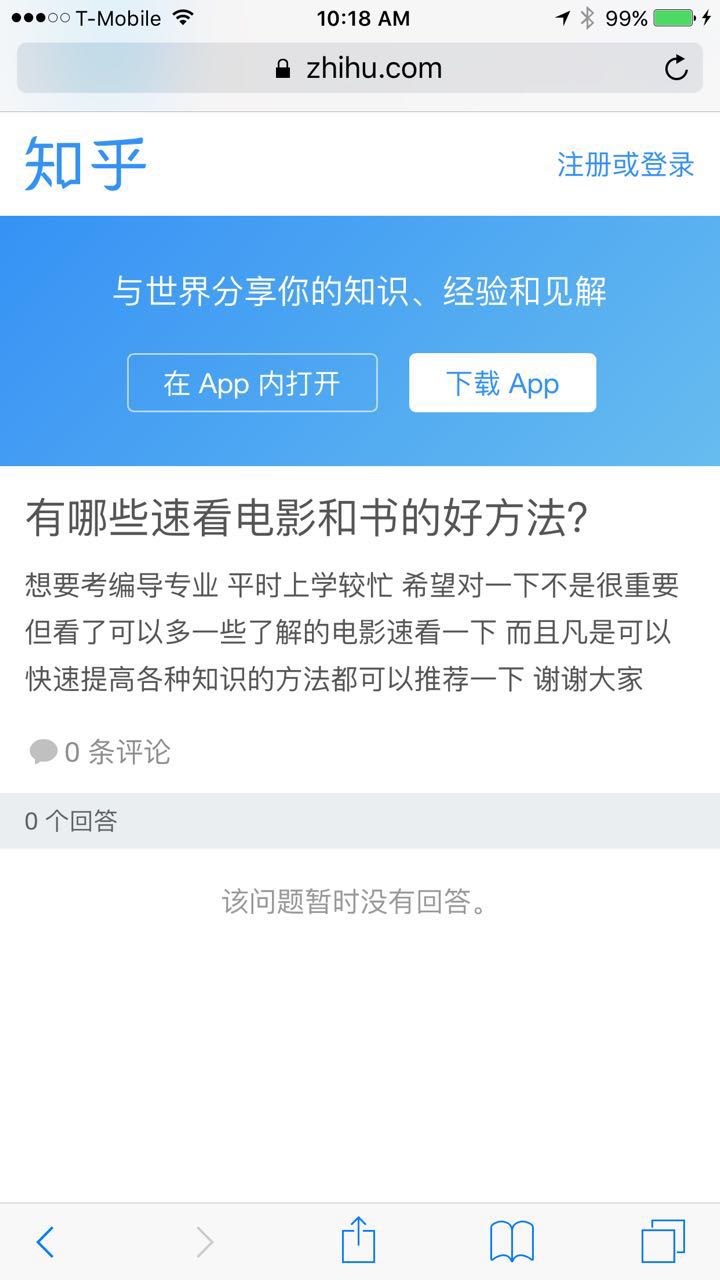 T-Mobile 10:18 AM 99%
zhihu.com
知乎 注册或登录
与世界分享你的知识、经验和见解
在 App 内打开 下载 App
有哪些速看电影和书的好方法?
想要考编导专业 平时上学较忙 希望对一下不是很重要
但看了可以多一些了解的电影速看一下 而且凡是可以
快速提高各种知识的方法都可以推荐一下 谢谢大家
0 条评论
0 个回答
该问题暂时没有回答。